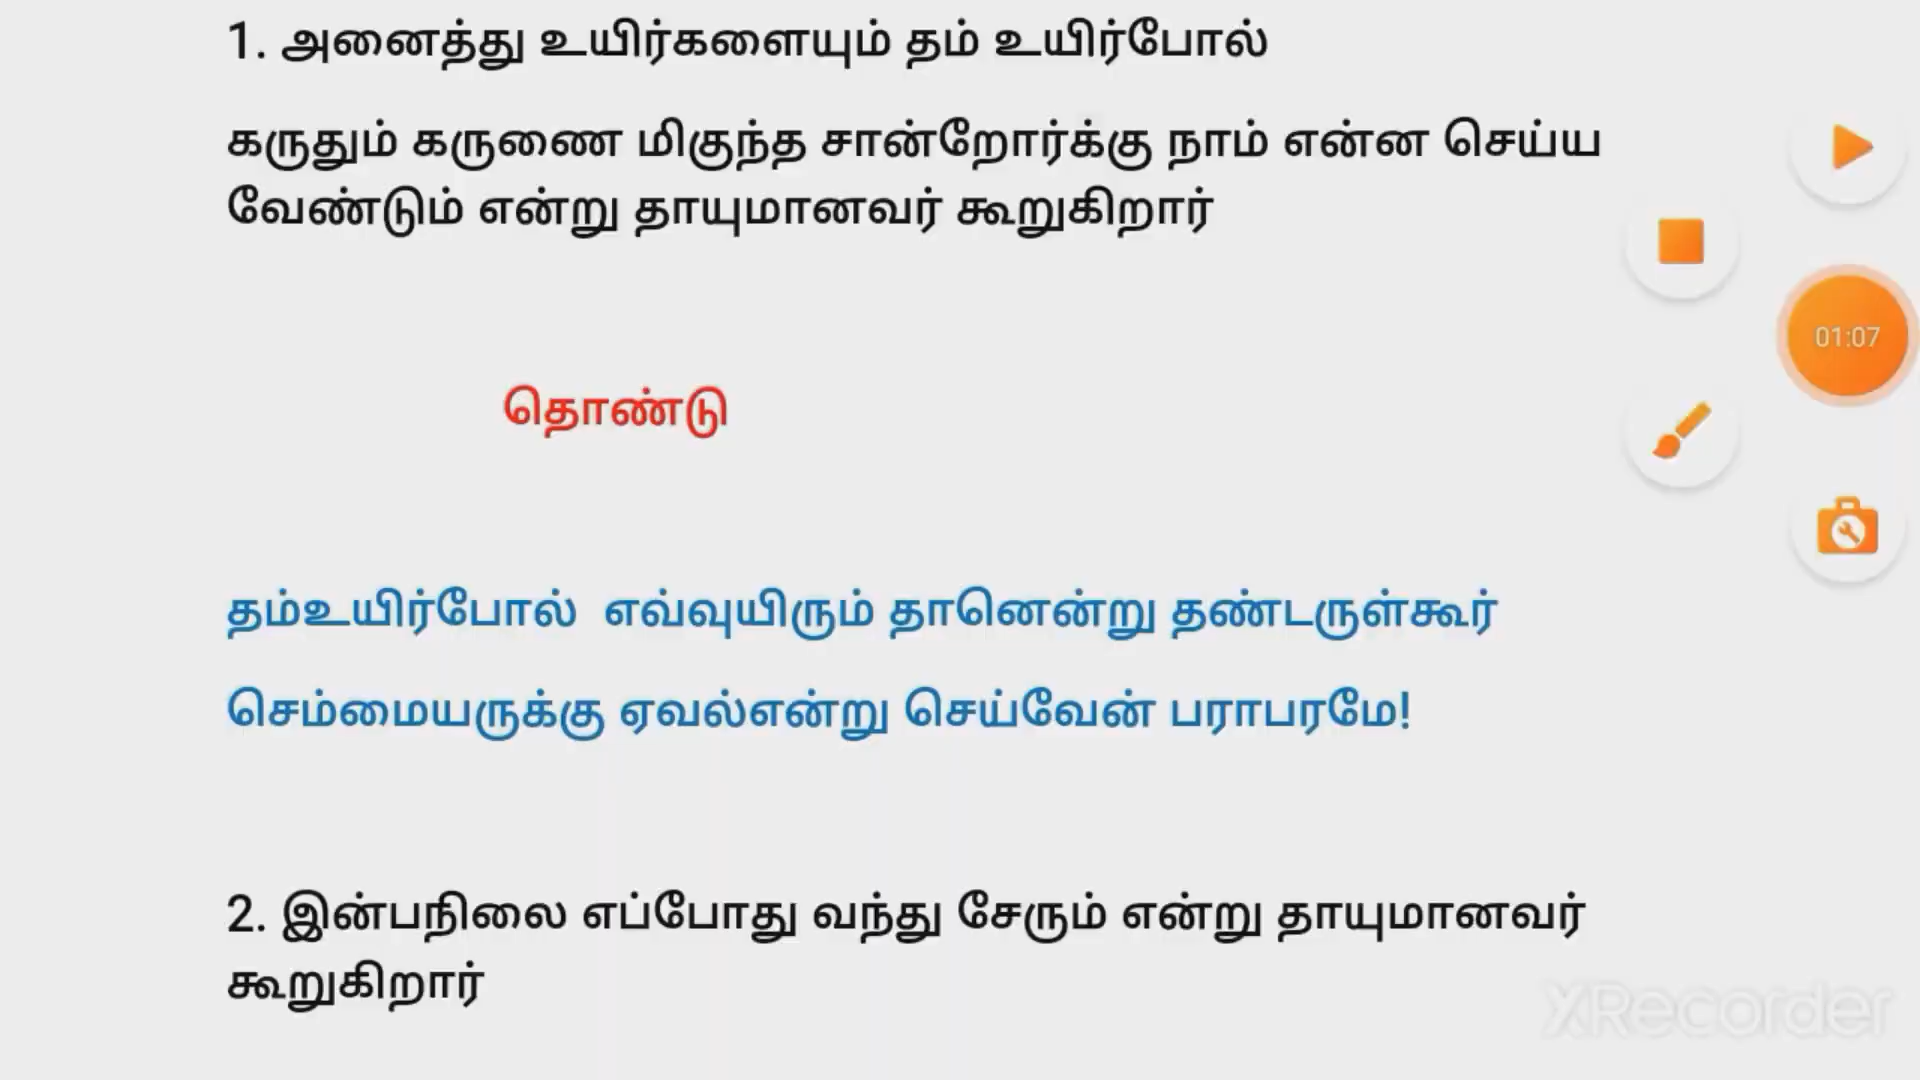 1. அனைத்து உயிர்களையும் தம் உயிர்போல்
கருதும் கருணை மிகுந்த சான்றோர்க்கு நாம் என்ன செய்ய
வேண்டும் என்று தாயுமானவர் கூறுகிறார்
01:07
தொண்டு
தம்உயிர்போல் எவ்வுயிரும் தானென்று தண்டருள்கூர்
செம்மையருக்கு ஏவல்என்று செய்வேன் பராபரமே!
2. இன்பநிலை எப்போது வந்து சேரும் என்று தாயுமானவர்
கூறுகிறார்
XRecorder